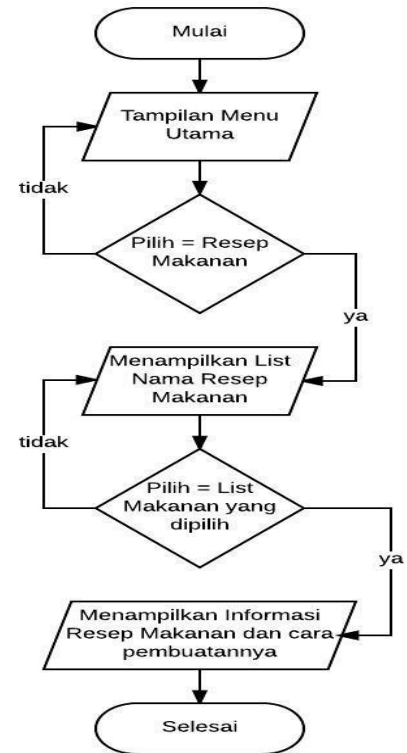 Mulai
Tampilan Menu
Utama
tidak
Pilih = Resep
Makanan
ya
Menampilkan List
Nama Resep
Makanan
tidak
Pilih = List
Makanan yang
dipilih
ya
Menampilkan Informasi
Resep Makanan dan cara
pembuatannya
Selesai